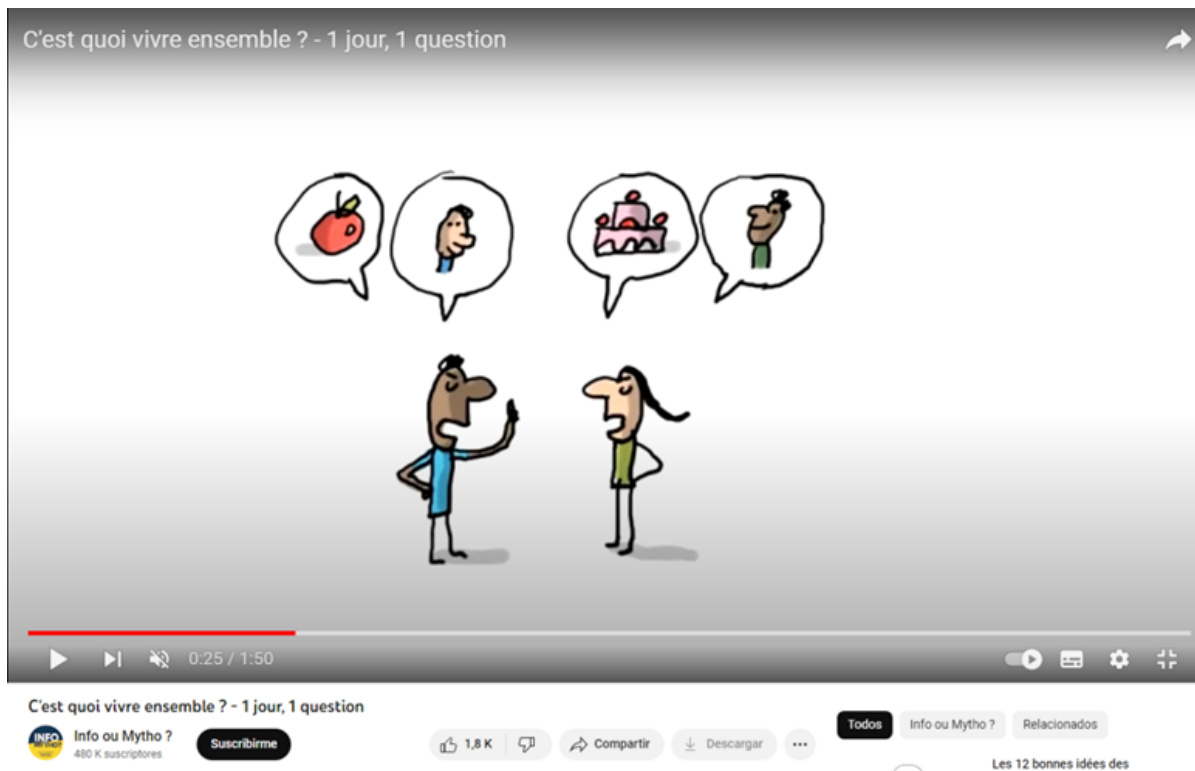 C'est quoi vivre ensemble ? - 1 jour, 1 question
0:25 / 1:50
C'est quoi vivre ensemble ? - 1 jour, 1 question
INFO
Info ou Mytho ?
480 K suscriptores
Suscribirme
1,8 K
Compartir
Descargar
Todos
Info ou Mytho ?
Relacionados
Les 12 bonnes idées des